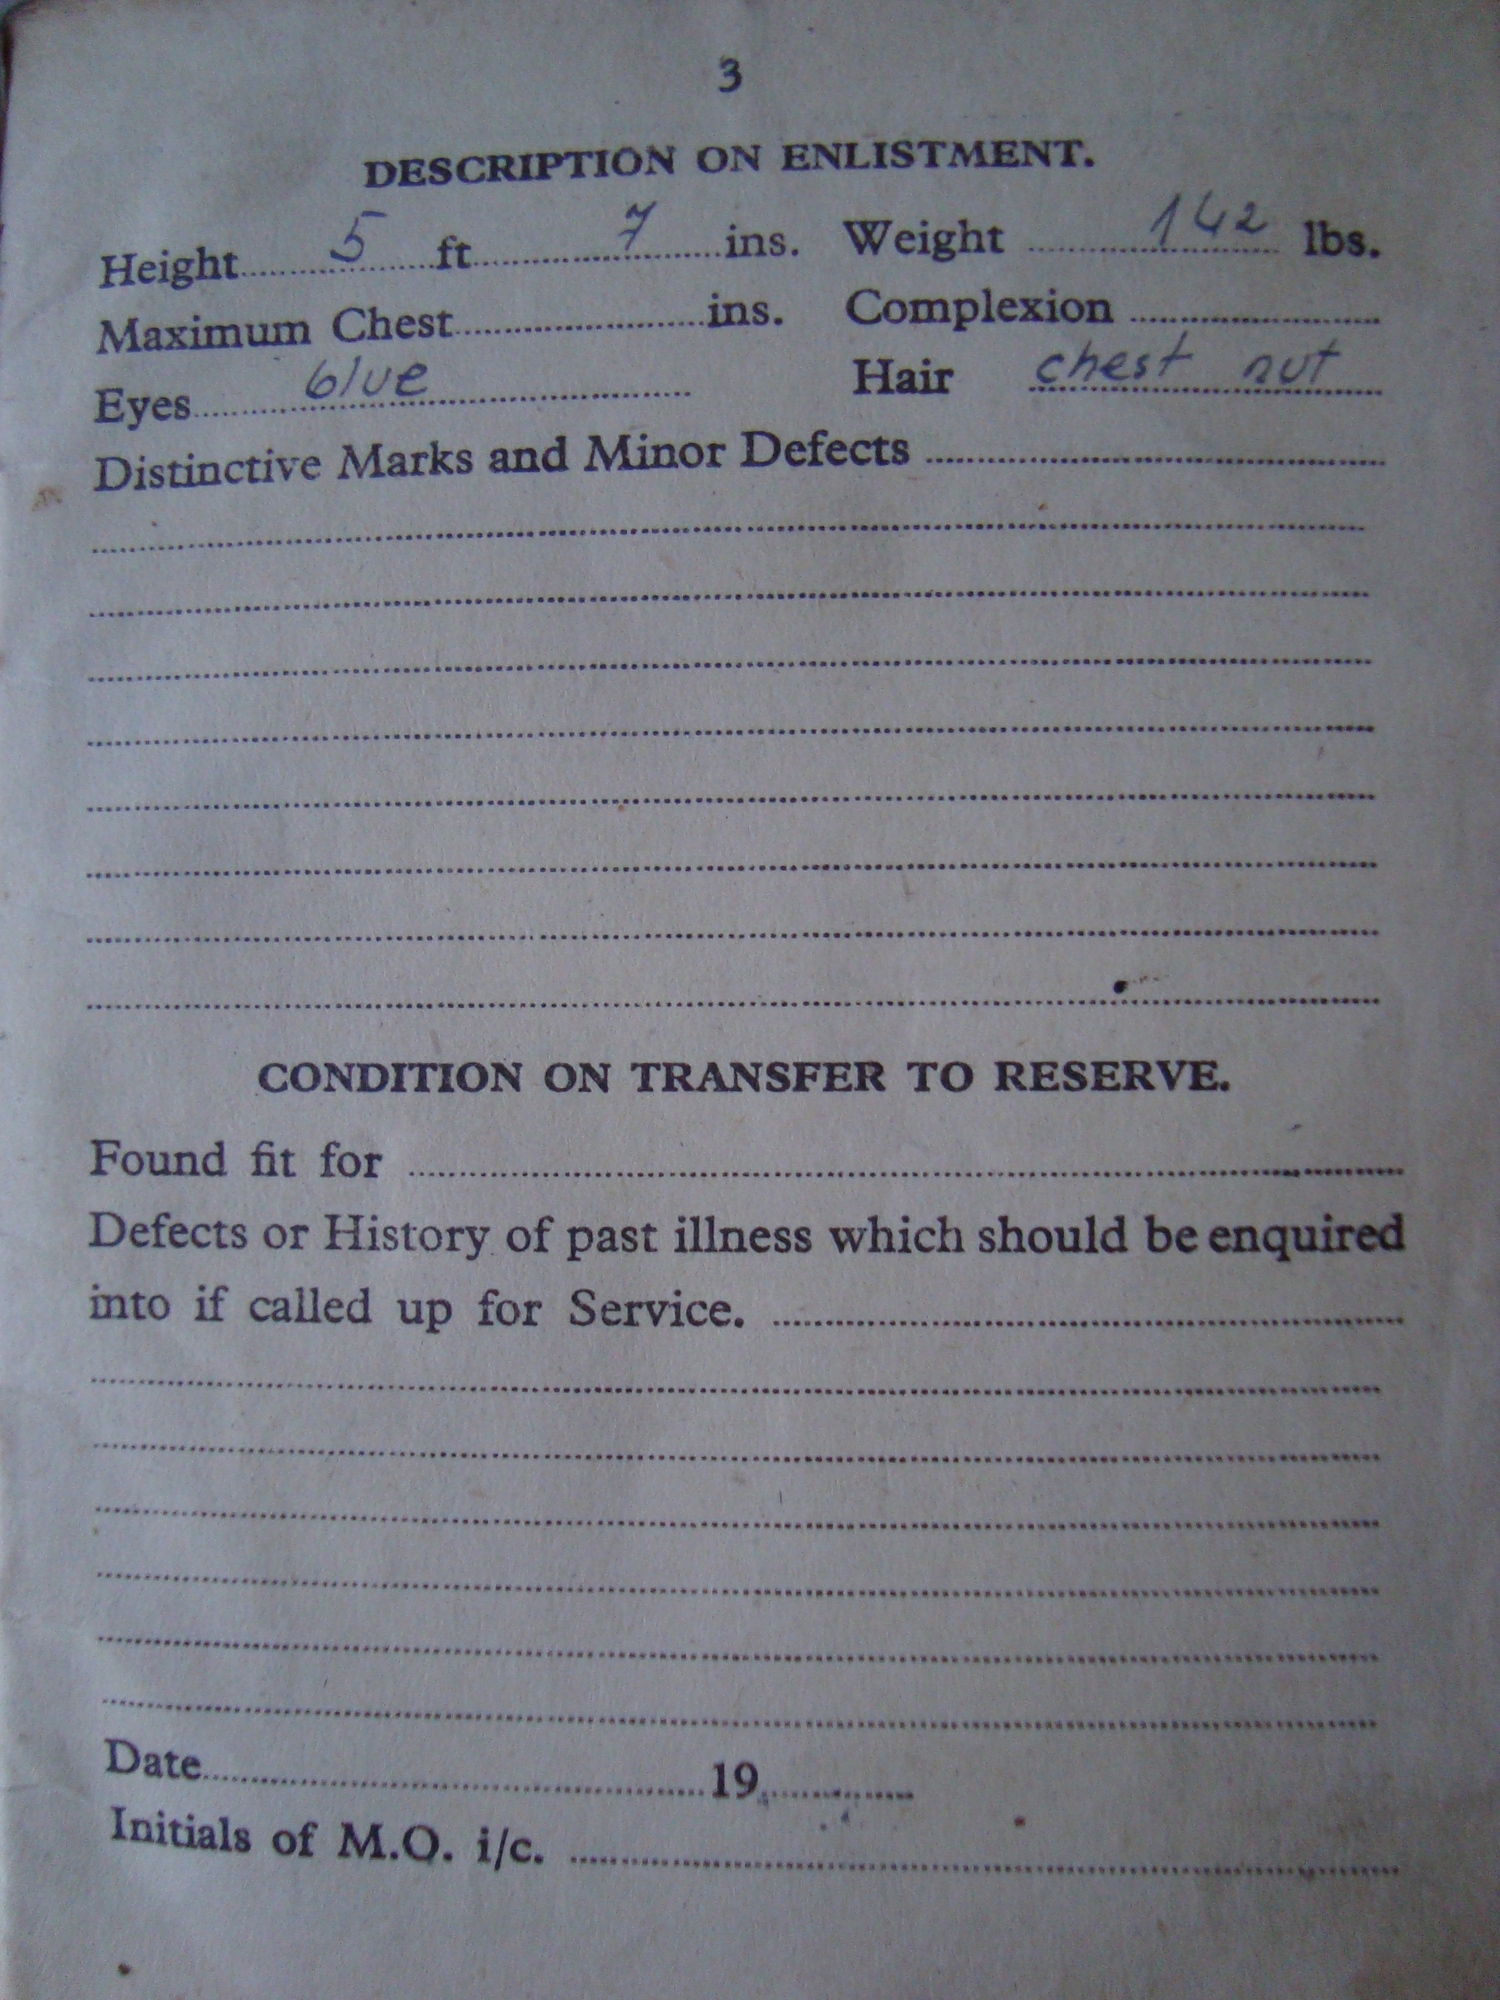 3
DESCRIPTION ON ENLISTMENT.
Height 5 ft 7 ins. Weight 142 lbs.
Maximum Chest ins. Complexion
Eyes blue Hair chest nut
Distinctive Marks and Minor Defects
CONDITION ON TRANSFER TO RESERVE.
Found fit for
Defects or History of past illness which should be enquired
into if called up for Service.
Date 19
Initials of M.O. i/c.